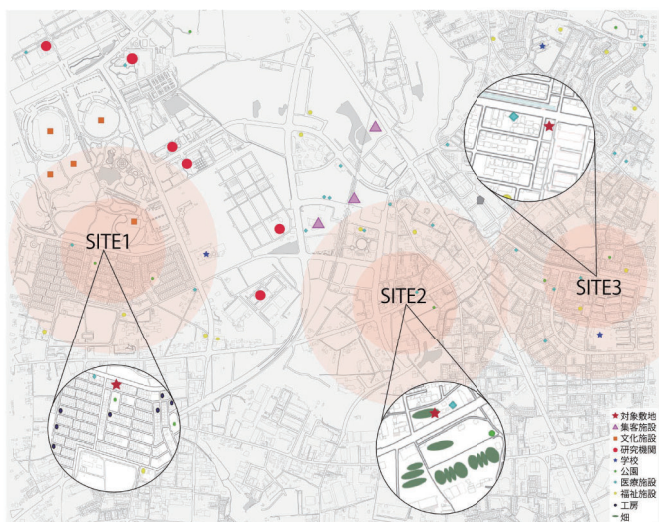 SITE1
SITE2
SITE3
対象敷地
集客施設
文化施設
研究機関
学校
公園
医療施設
福祉施設
工房
畑